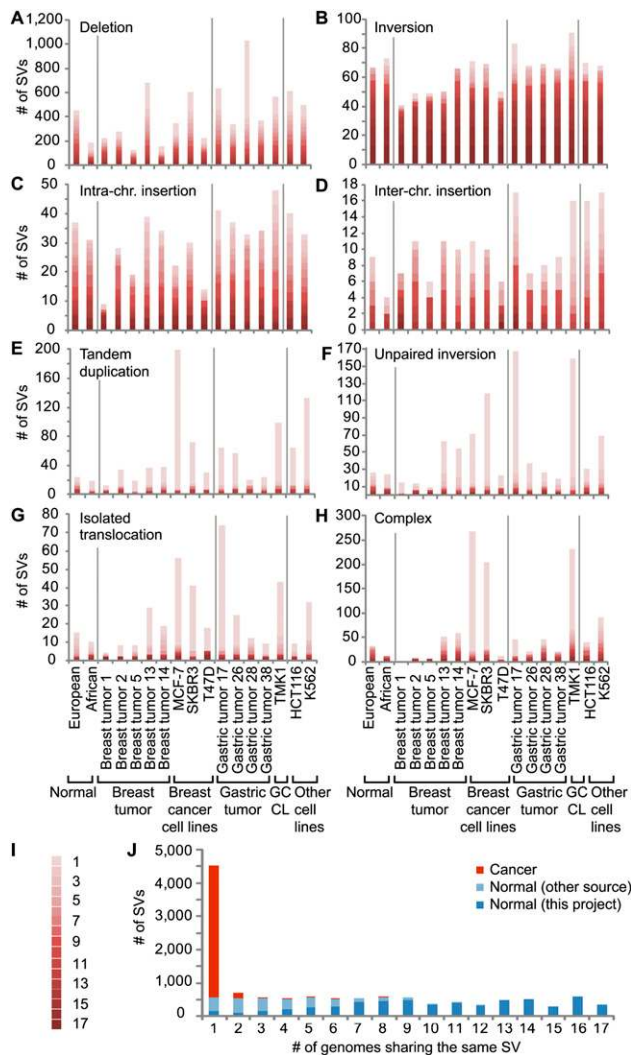 A Deletion
# of SVs
1,200
1,000
800
600
400
200
0
B Inversion
100
80
60
40
20
0
C Intra-chr. insertion
# of SVs
50
40
30
20
10
0
D Inter-chr. insertion
18
16
14
12
10
8
6
4
2
0
E Tandem
duplication
# of SVs
200
160
120
80
40
0
F Unpaired inversion
170
150
130
110
90
70
50
30
10
G Isolated
translocation
# of SVs
80
70
60
50
40
30
20
10
0
H Complex
300
250
200
150
100
50
0
European
African
Breast tumor 1
Breast tumor 2
Breast tumor 5
Breast tumor 13
Breast tumor 14
MCF-7
SKBR3
T47D
Gastric tumor 17
Gastric tumor 26
Gastric tumor 28
Gastric tumor 38
TMK1
HCT116
K562
Normal
Breast
tumor
Breast
cancer
cell lines
Gastric
tumor
GC
CL
Other
cell
lines
European
African
Breast tumor 1
Breast tumor 2
Breast tumor 5
Breast tumor 13
Breast tumor 14
MCF-7
SKBR3
T47D
Gastric tumor 17
Gastric tumor 26
Gastric tumor 28
Gastric tumor 38
TMK1
HCT116
K562
Normal
Breast
tumor
Breast
cancer
cell lines
Gastric
tumor
GC
CL
Other
cell
lines
I
1
3
5
7
9
11
13
15
17
J
# of SVs
5,000
4,000
3,000
2,000
1,000
0
Cancer
Normal (other source)
Normal (this project)
1 2 3 4 5 6 7 8 9 10 11 12 13 14 15 16 17
# of genomes sharing the same SV